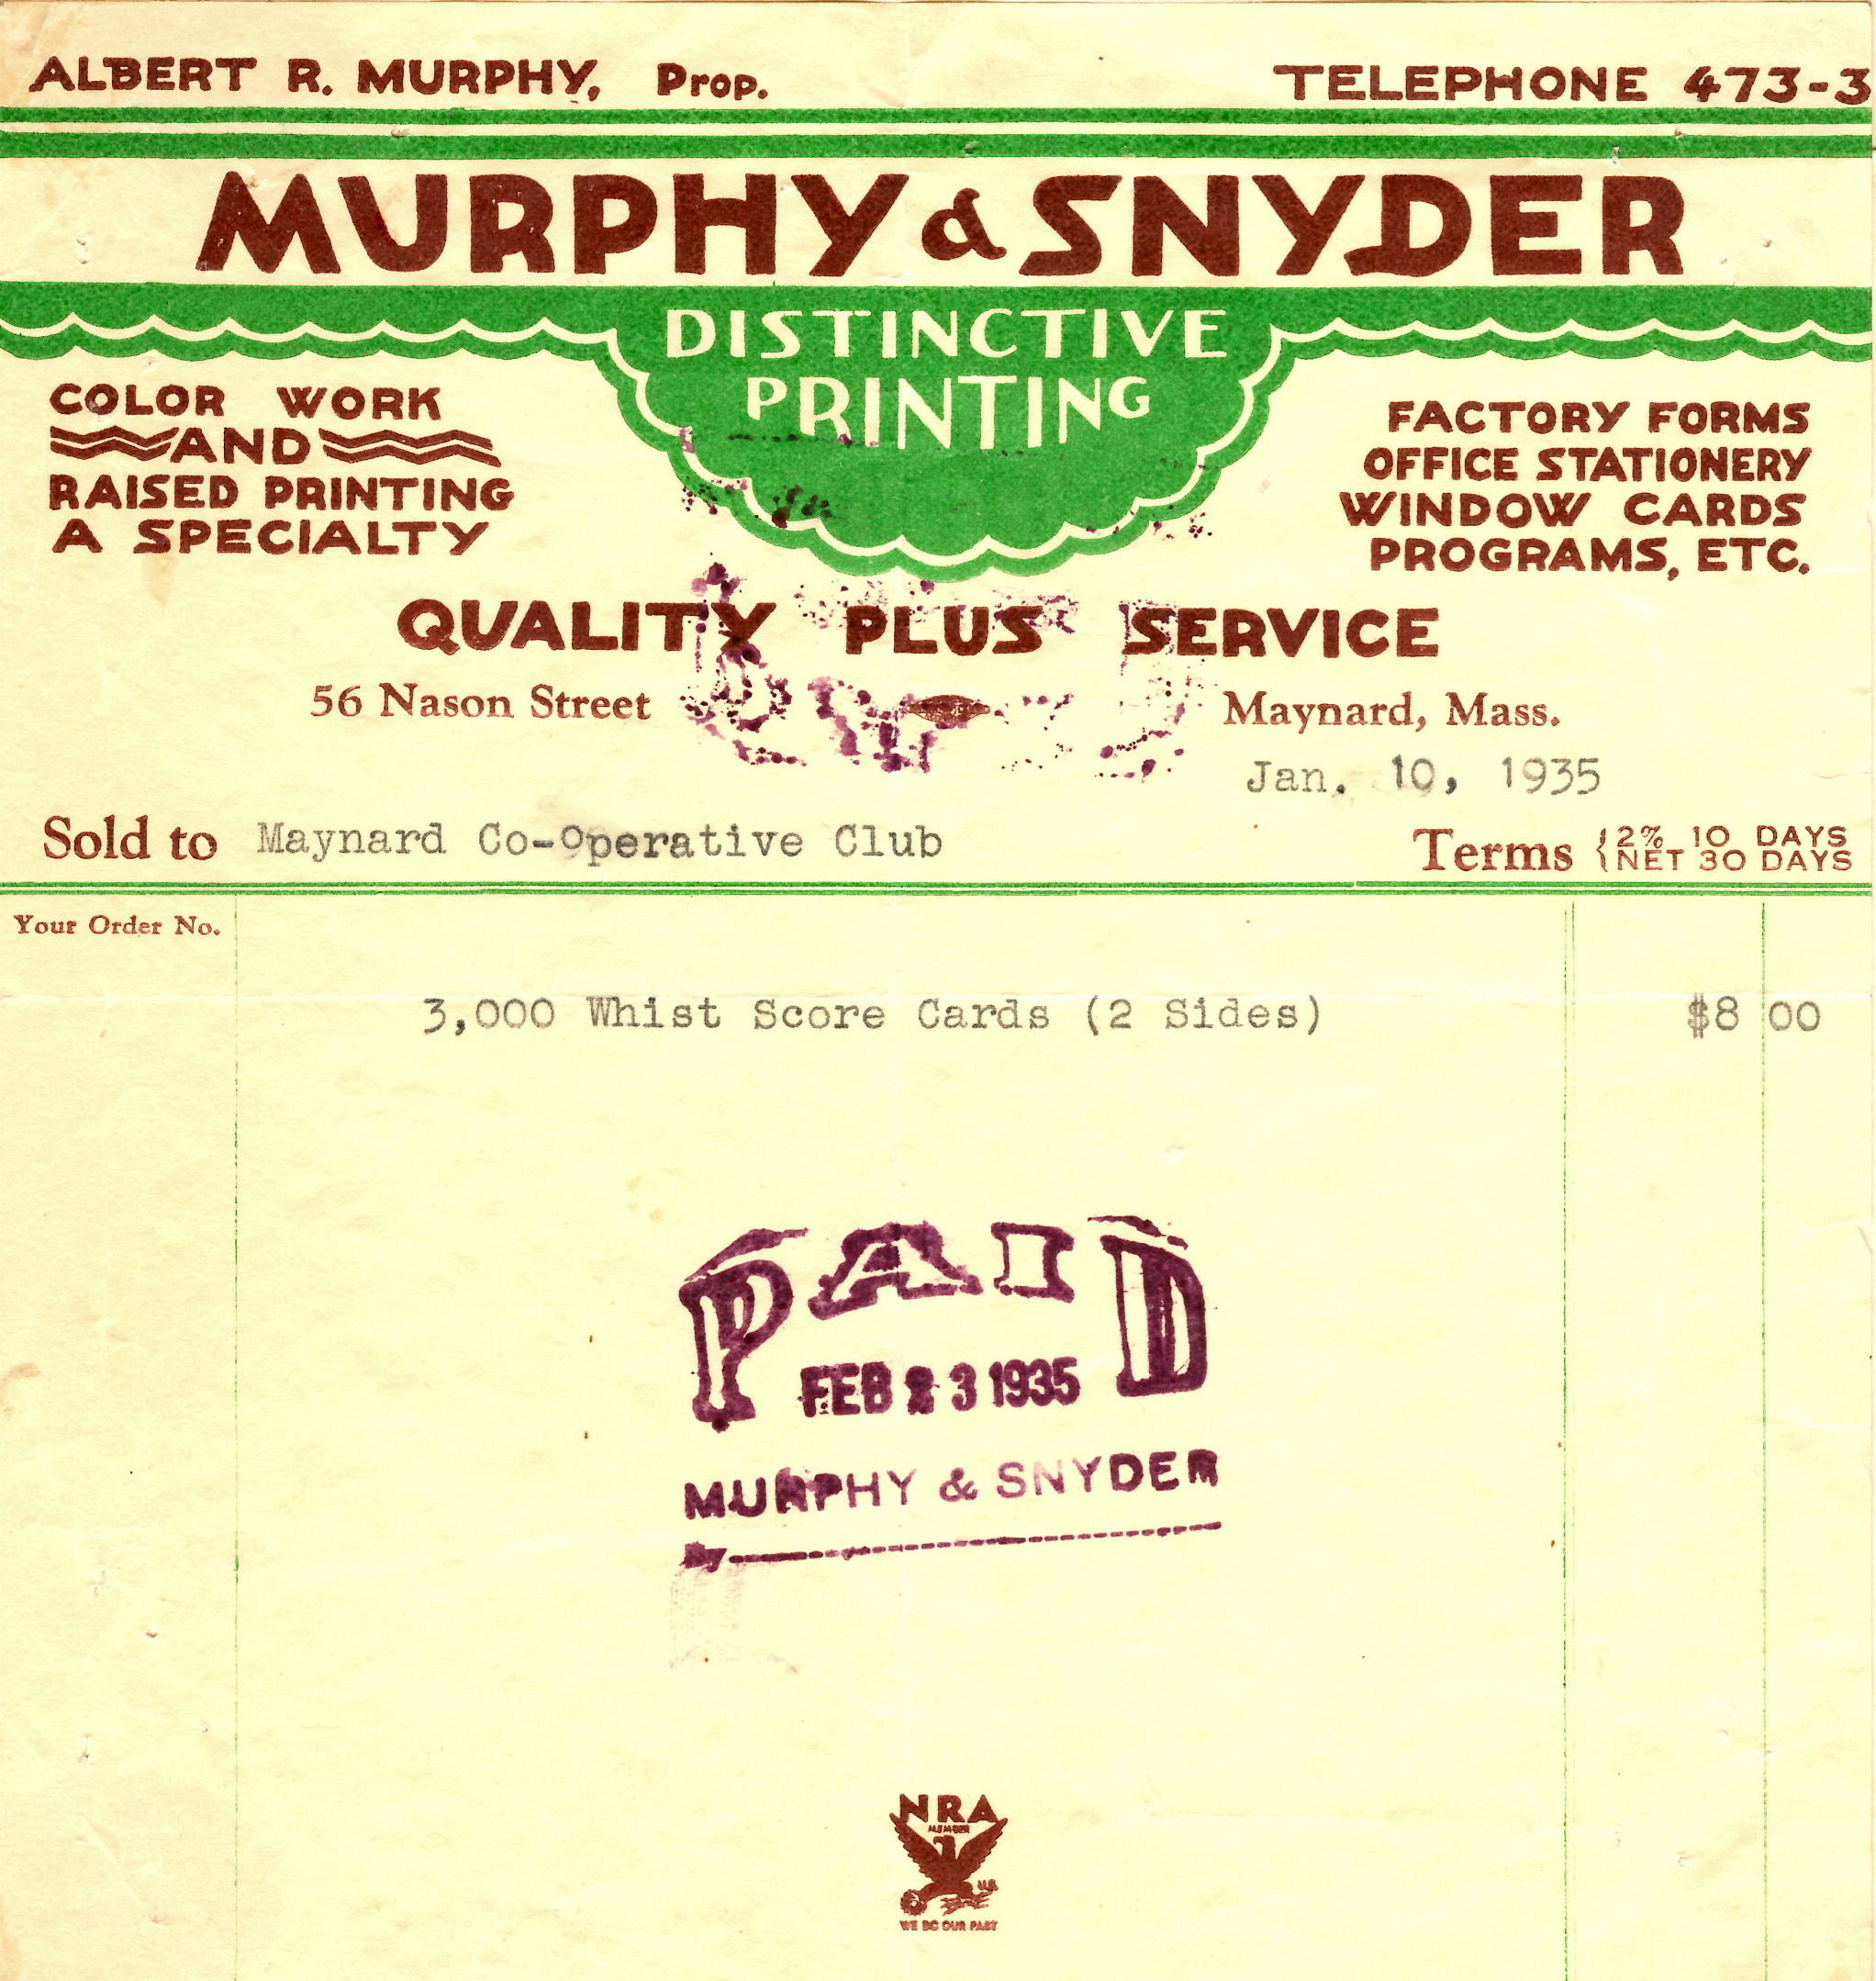 ALBERT R. MURPHY, Prop.
TELEPHONE 473-3
MURPHY & SNYDER
DISTINCTIVE
PRINTING
COLOR WORK
AND
RAISED PRINTING
A SPECIALTY
FACTORY FORMS
OFFICE STATIONERY
WINDOW CARDS
PROGRAMS, ETC.
QUALITY PLUS SERVICE
56 Nason Street
Maynard, Mass.
Jan. 10, 1935
Sold to Maynard Co-Operative Club
Terms { 2% 10 DAYS
NET 30 DAYS
Your Order No.
3,000 Whist Score Cards (2 Sides) $8 00
PAID
FEB 23 1935
MURPHY & SNYDER
By
NRA
MEMBER
U.S.
WE DO OUR PART